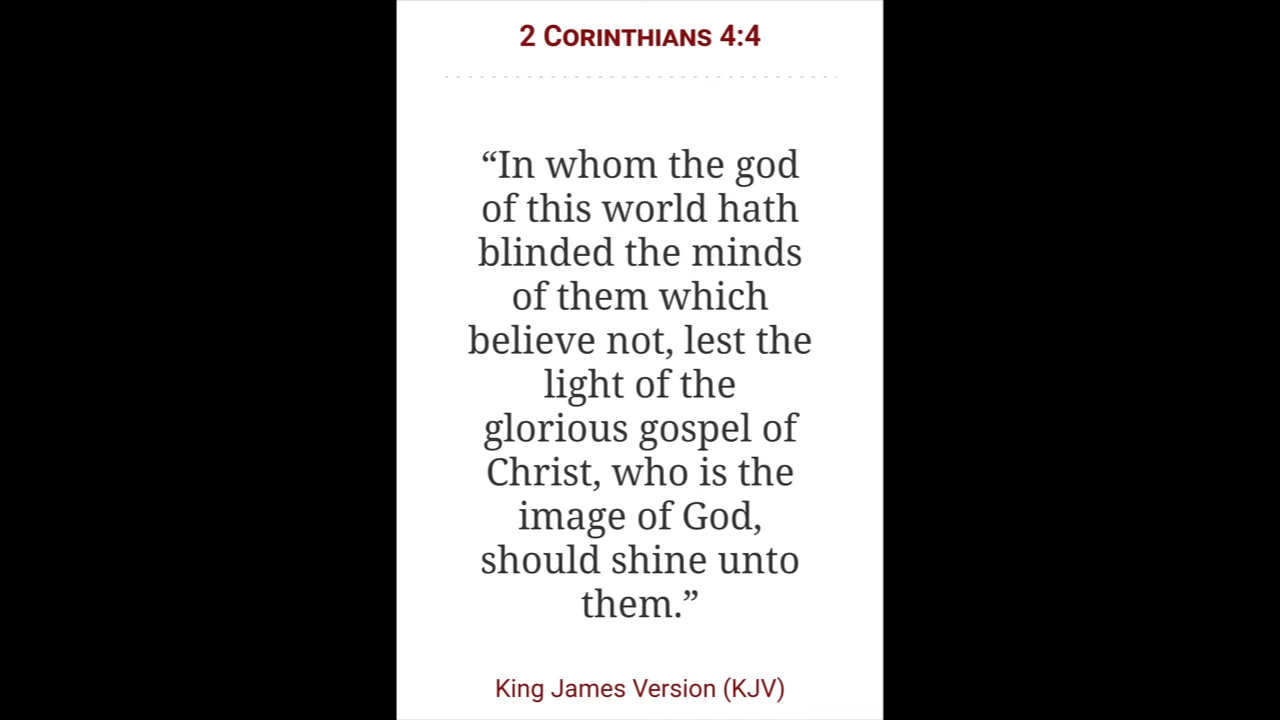 2 Corinthians 4:4
“In whom the god
of this world hath
blinded the minds
of them which
believe not, lest the
light of the
glorious gospel of
Christ, who is the
image of God,
should shine unto
them.”
King James Version (KJV)